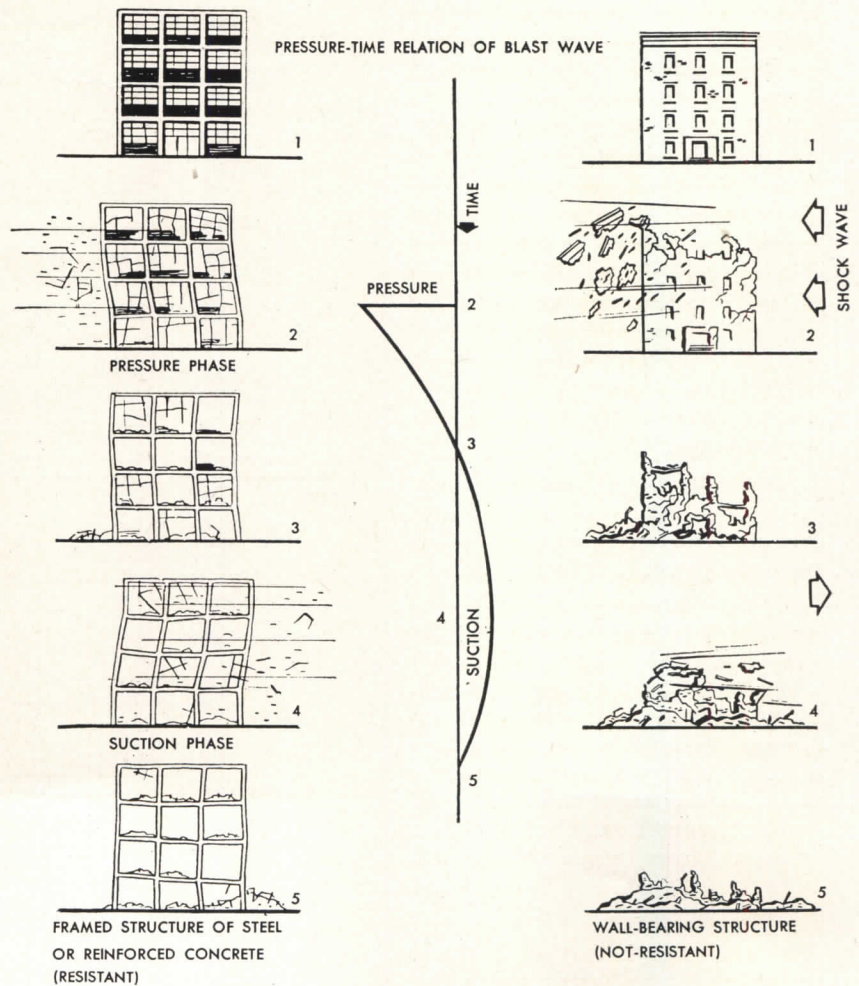 PRESSURE-TIME RELATION OF BLAST WAVE
1
2
PRESSURE PHASE
3
4
SUCTION PHASE
5
FRAMED STRUCTURE OF STEEL
OR REINFORCED CONCRETE
(RESISTANT)
TIME
PRESSURE
2
3
4
SUCTION
5
1
SHOCK WAVE
2
3
4
5
WALL-BEARING STRUCTURE
(NOT-RESISTANT)